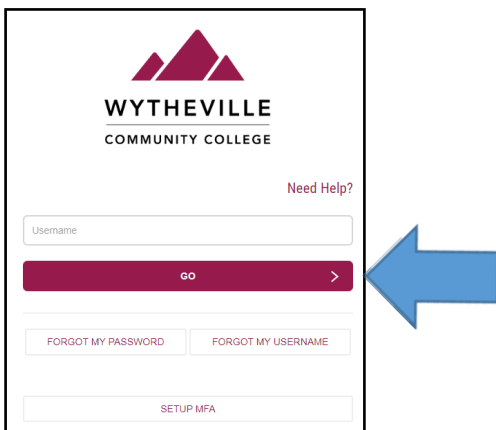 WYTHEVILLE
COMMUNITY COLLEGE
Need Help?
Username
GO
FORGOT MY PASSWORD FORGOT MY USERNAME
SETUP MFA